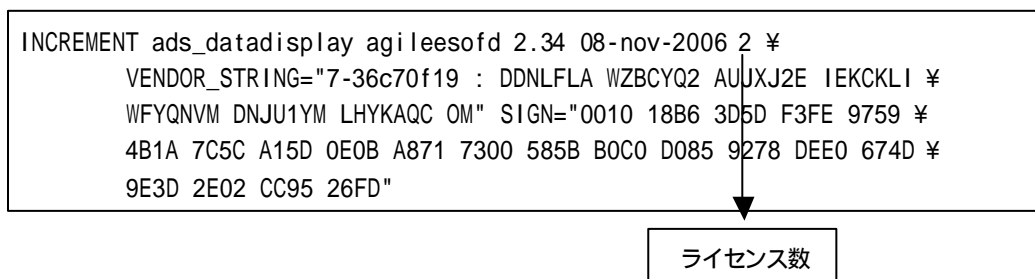 INCREMENT ads_datadisplay agileesofd 2.34 08-nov-2006 2 ¥
VENDOR_STRING="7-36c70f19 : DDNLFLA WZBCYQ2 AUUXJ2E IEKCKLI ¥
WFYQNVM DNJU1YM LHYKAQC OM" SIGN="0010 18B6 3D5D F3FE 9759 ¥
4B1A 7C5C A15D 0E0B A871 7300 585B B0C0 D085 9278 DEE0 674D ¥
9E3D 2E02 CC95 26FD"
ライセンス数